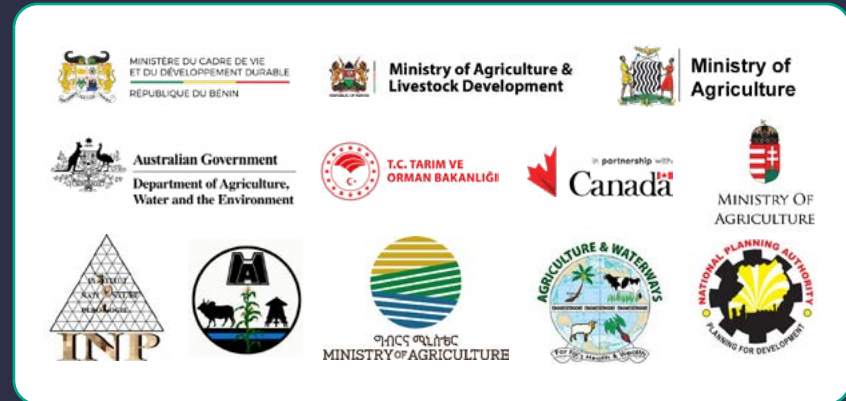 MINISTÈRE DU CADRE DE VIE
ET DU DÉVELOPPEMENT DURABLE
RÉPUBLIQUE DU BÉNIN
Ministry of Agriculture &
Livestock Development
Ministry of
Agriculture
Australian Government
Department of Agriculture,
Water and the Environment
T.C. TARIM VE
ORMAN BAKANLIĞI
in partnership with
Canada
MINISTRY OF
AGRICULTURE
INP
ግብርና ሚኒስቴር
MINISTRY OF AGRICULTURE
AGRICULTURE & WATERWAYS
Health & Wealth
NATIONAL PLANNING AUTHORITY
PLANNING FOR DEVELOPMENT